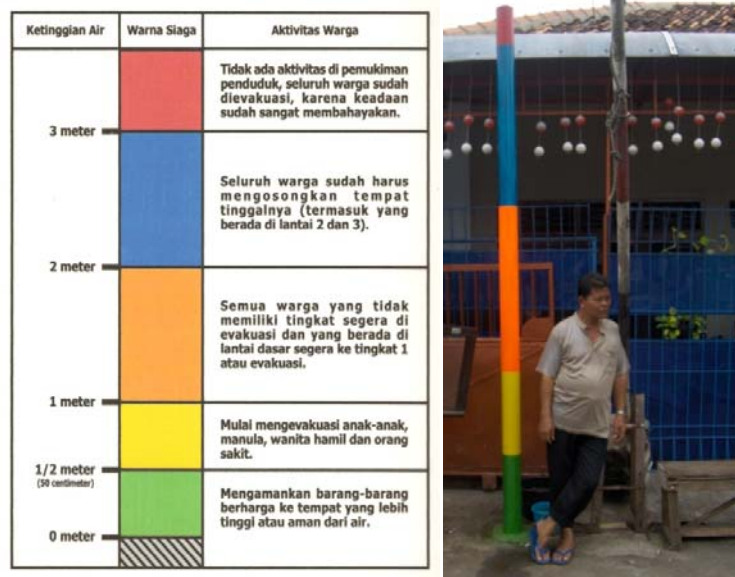 Ketinggian Air
Warna Siaga
Aktivitas Warga
Tidak ada aktivitas di pemukiman
penduduk, seluruh warga sudah
dievakuasi, karena keadaan
sudah sangat membahayakan.
3 meter
Seluruh warga sudah harus
mengosongkan tempat
tinggalnya (termasuk yang
berada di lantai 2 dan 3).
2 meter
Semua warga yang tidak
memiliki tingkat segera di
evakuasi dan yang berada di
lantai dasar segera ke tingkat 1
atau evakuasi.
1 meter
Mulai mengevakuasi anak-anak,
manula, wanita hamil dan orang
sakit.
1/2 meter
(50 centimeter)
Mengamankan barang-barang
berharga ke tempat yang lebih
tinggi atau aman dari air.
0 meter